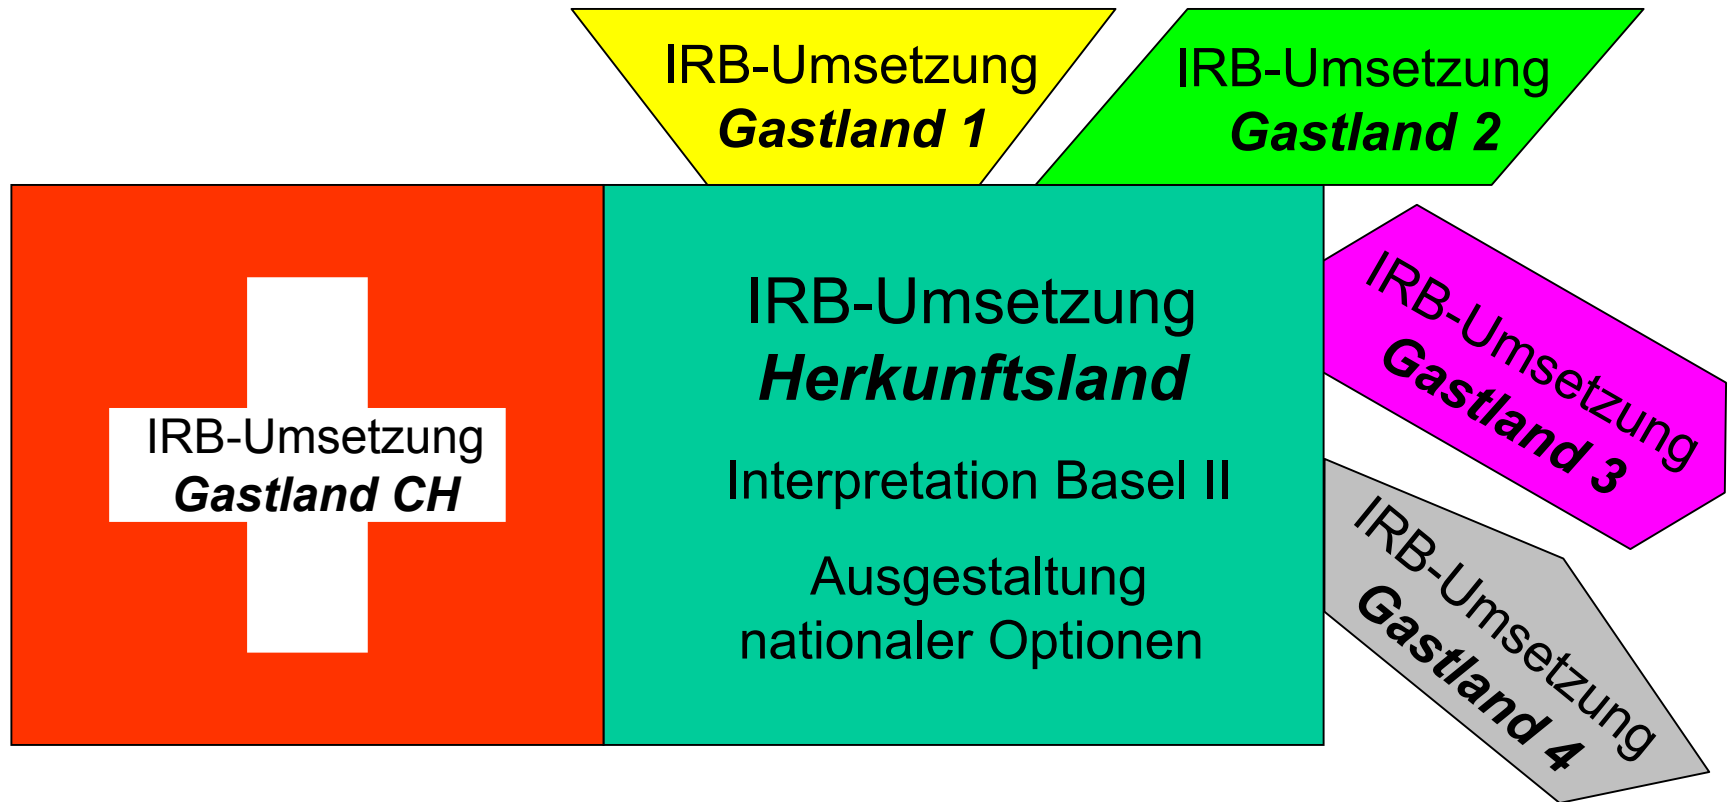 IRB-Umsetzung
Gastland 1
IRB-Umsetzung
Gastland 2
IRB-Umsetzung
Gastland CH
IRB-Umsetzung
Herkunftsland
Interpretation Basel II
Ausgestaltung
nationaler Optionen
IRB-Umsetzung
Gastland 3
IRB-Umsetzung
Gastland 4